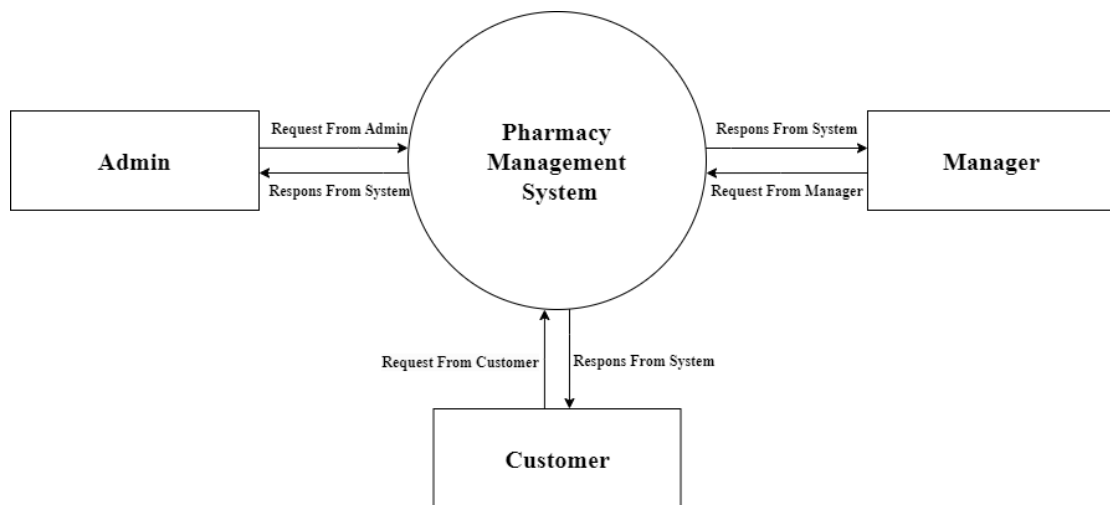 Request From Admin
Admin
Respons From System
Pharmacy
Management
System
Respons From System
Manager
Request From Manager
Request From Customer
Respons From System
Customer